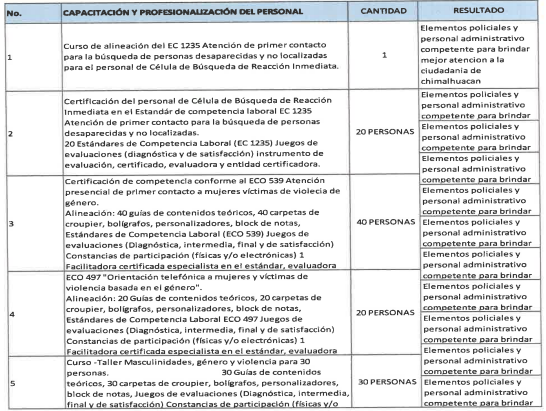 No. CAPACITACIÓN Y PROFESIONALIZACIÓN DEL PERSONAL CANTIDAD RESULTADO
1
Curso de alineación del EC 1235 Atención de primer contacto
para la búsqueda de personas desaparecidas y no localizadas
para el personal de Célula de Búsqueda de Reacción Inmediata.
1
Elementos policiales y
personal administrativo
competente para brindar
mejor atencion a la
ciudadania de
chimalhuacan
2
Certificación del personal de Célula de Búsqueda de Reacción
Inmediata en el Estandár de competencia laboral EC 1235
Atención de primer contacto para la búsqueda de personas
desaparecidas y no localizadas.
20 Estándares de Competencia Laboral (EC 1235) Juegos de
evaluaciones (diagnóstica y de satisfacción) instrumento de
evaluación, certificado, evaluadora y entidad certificadora.
20 PERSONAS
Elementos policiales y
personal administrativo
competente para brindar
Elementos policiales y
personal administrativo
competente para brindar
Elementos policiales y
personal administrativo
competente para brindar
3
Certificación de competencia conforme al ECO 539 Atención
presencial de primer contacto a mujeres víctimas de violecia de
género.
Alineación: 40 guías de contenidos teóricos, 40 carpetas de
croupier, bolígrafos, personalizadores, block de notas,
Estándares de Competencia Laboral (ECO 539) Juegos de
evaluaciones (Diagnóstica, intermedia, final y de satisfacción)
Constancias de participación (físicas y/o electrónicas) 1
Facilitadora certificada especialista en el estándar, evaluadora
40 PERSONAS
Elementos policiales y
personal administrativo
competente para brindar
Elementos policiales y
personal administrativo
competente para brindar
Elementos policiales y
personal administrativo
competente para brindar
4
ECO 497 "Orientación telefónica a mujeres y víctimas de
violencia basada en el género".
Alineación: 20 Guías de contenidos teóricos, 20 carpetas de
croupier, bolígrafos, personalizadores, block de notas,
Estándares de Competencia Laboral ECO 497 Juegos de
evaluaciones (Diagnóstica, intermedia, final y de satisfacción)
Constancias de participación (físicas y/o electrónicas) 1
Facilitadora certificada especialista en el estándar, evaluadora
20 PERSONAS
Elementos policiales y
personal administrativo
competente para brindar
Elementos policiales y
personal administrativo
competente para brindar
Elementos policiales y
personal administrativo
competente para brindar
5
Curso -Taller Masculinidades, género y violencia para 30
personas. 30 Guías de contenidos
teóricos, 30 carpetas de croupier, bolígrafos, personalizadores,
block de notas, Juegos de evaluaciones (Diagnóstica, intermedia,
final y de satisfacción) Constancias de participación (físicas y/o
30 PERSONAS
Elementos policiales y
personal administrativo
competente para brindar